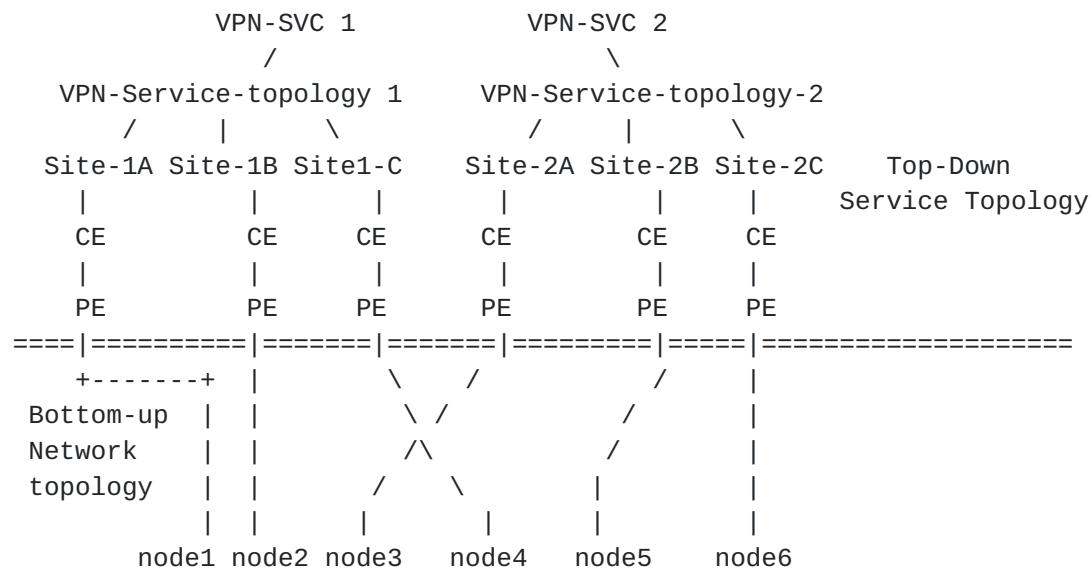 VPN-SVC 1 VPN-SVC 2
VPN-Service-topology 1 VPN-Service-topology-2
Site-1A Site-1B Site1-C Site-2A Site-2B Site-2C Top-Down
Service Topology
CE CE CE CE CE CE
PE PE PE PE PE PE
Bottom-up
Network
topology
node1 node2 node3 node4 node5 node6